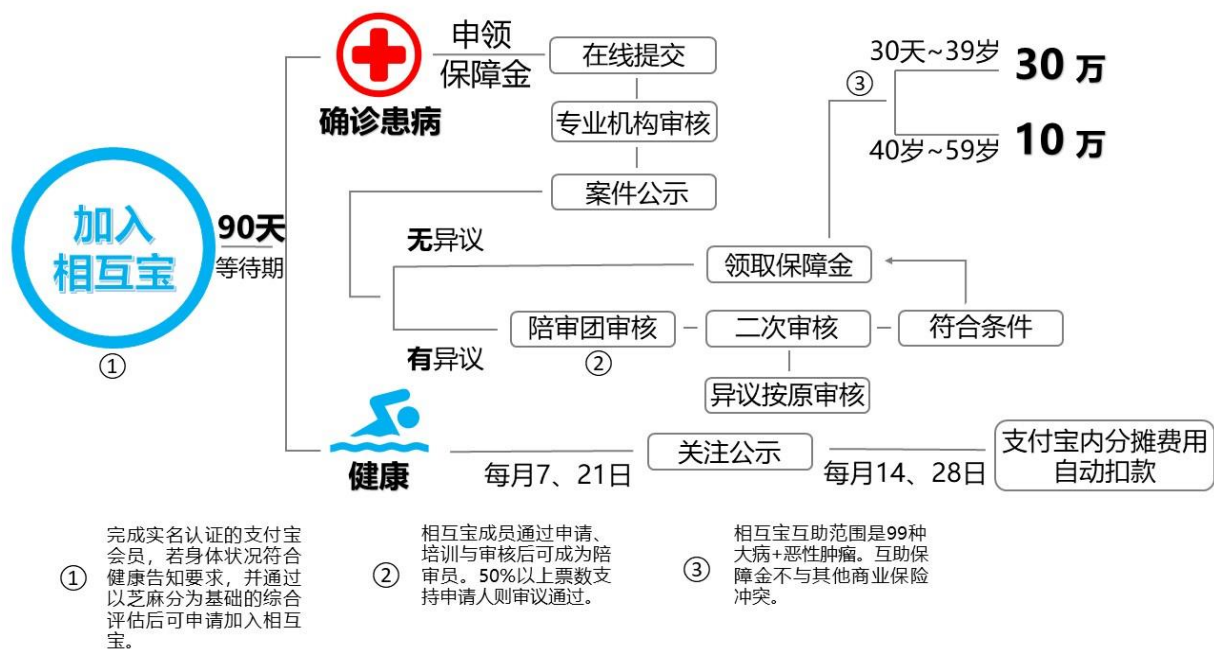 加入
相互宝
①
90天
等待期
确诊患病
申领
保障金
在线提交
专业机构审核
案件公示
无异议
有异议
领取保障金
陪审团审核
②
二次审核
符合条件
异议按原审核
③
30天~39岁
30 万
40岁~59岁
10 万
健康
每月7、21日
关注公示
每月14、28日
支付宝内分摊费用
自动扣款
①
完成实名认证的支付宝
会员，若身体状况符合
健康告知要求，并通过
以芝麻分为基础的综合
评估后可申请加入相互
宝。
②
相互宝成员通过申请、
培训与审核后可成为陪
审员。50%以上票数支
持申请人则审议通过。
③
相互宝互助范围是99种
大病+恶性肿瘤。互助保
障金不与其他商业保险
冲突。